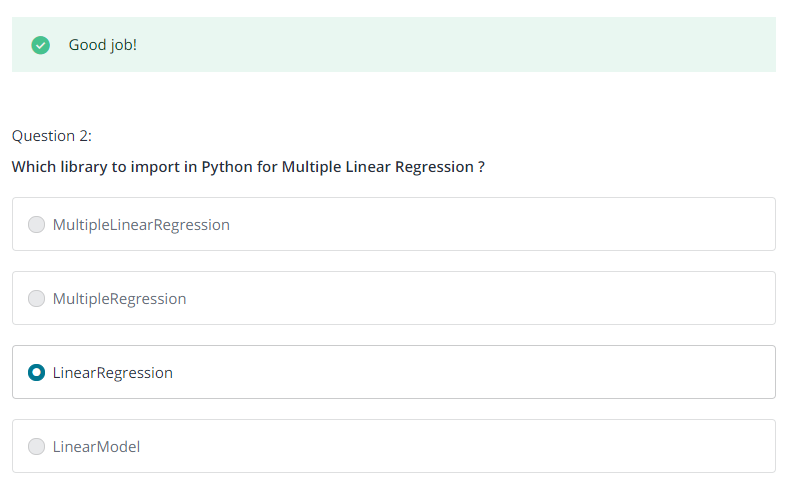 Good job!
Question 2:
Which library to import in Python for Multiple Linear Regression ?
MultipleLinearRegression
MultipleRegression
LinearRegression
LinearModel